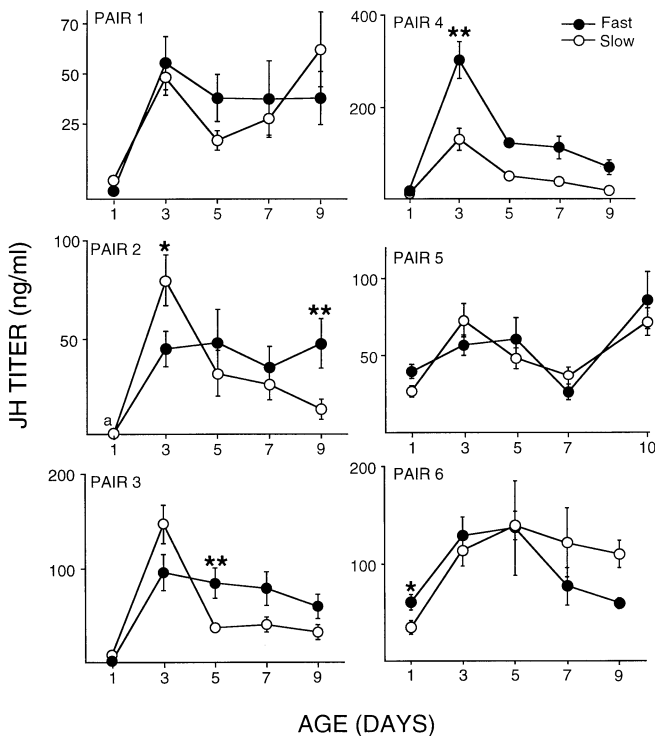 PAIR 1
70
50
25
1 3 5 7 9
PAIR 4
400
200
**
Fast
Slow
1 3 5 7 9
PAIR 2
100
50
*
**
a
1 3 5 7 9
PAIR 5
100
50
1 3 5 7 10
PAIR 3
200
100
**
1 3 5 7 9
PAIR 6
200
100
*
1 3 5 7 9
JH TITER (ng/ml)
AGE (DAYS)